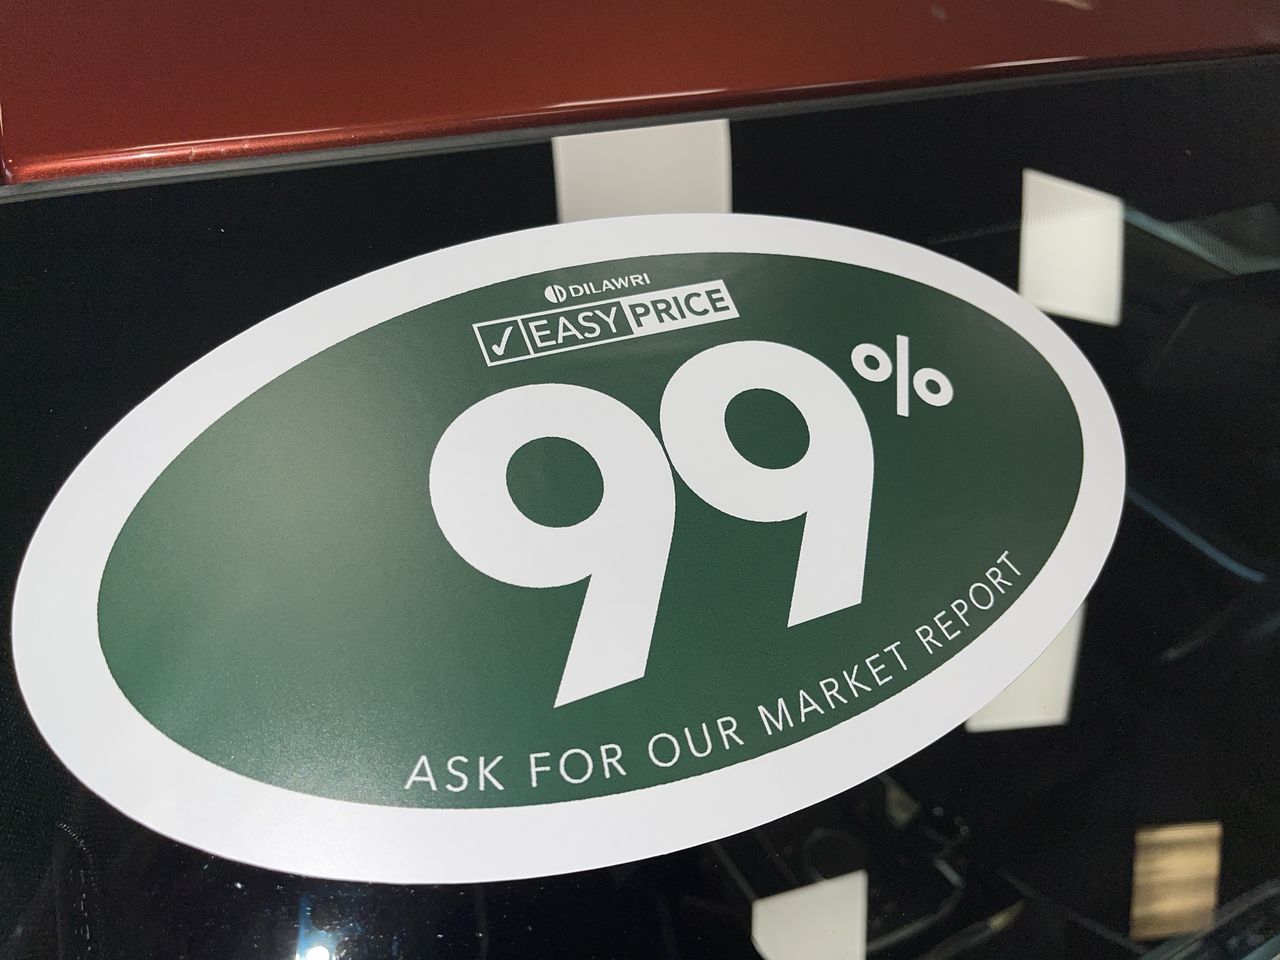 DILAWRI
✓ EASY PRICE
99%
ASK FOR OUR MARKET REPORT